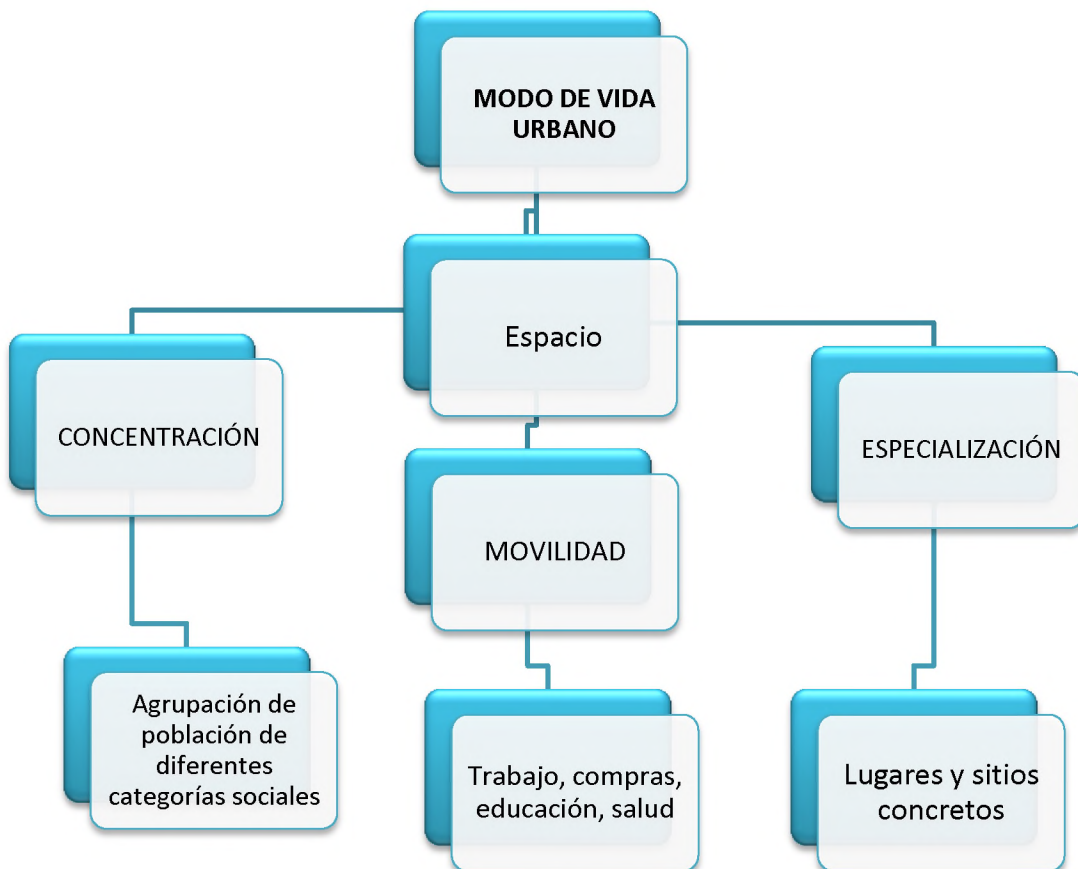 MODO DE VIDA
URBANO
Espacio
CONCENTRACIÓN
MOVILIDAD
ESPECIALIZACIÓN
Agrupación de
población de
diferentes
categorías sociales
Trabajo, compras,
educación, salud
Lugares y sitios
concretos